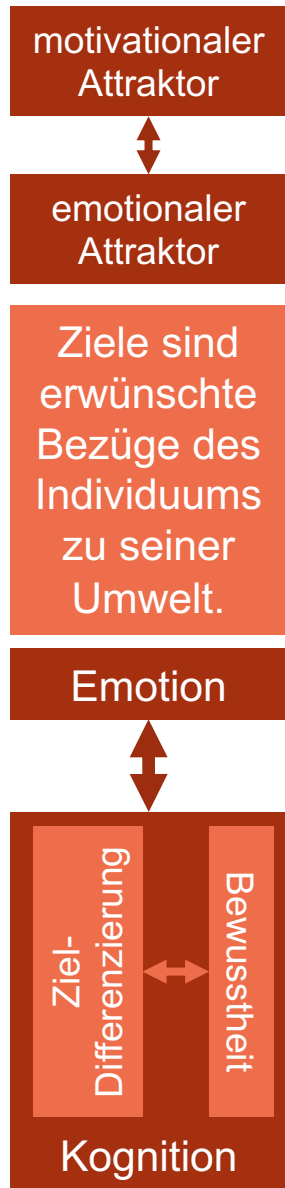 motivationaler
Attraktor
emotionaler
Attraktor
Ziele sind
erwünschte
Bezüge des
Individuums
zu seiner
Umwelt.
Emotion
Ziel-
Differenzierung
Bewusstheit
Kognition